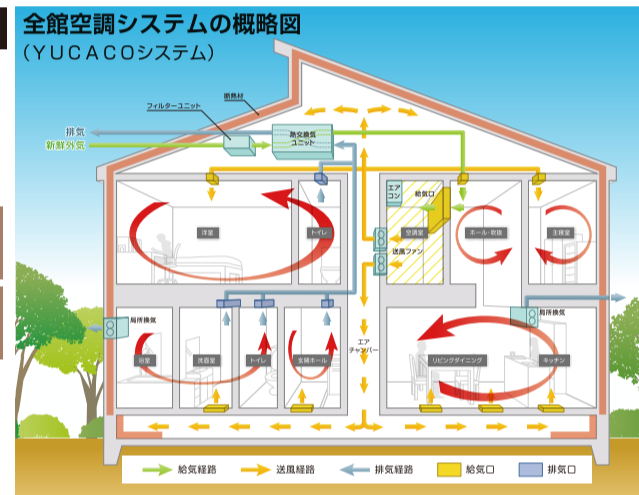 全館空調システムの概略図
(YUCACOシステム)
断熱材
フィルターユニット
排気
新鮮外気
熱交換気
ユニット
エア
コン
給気口
洋室
トイレ
空調室
ホール・吹抜
主寝室
送風ファン
局所換気
局所換気
浴室
洗面室
トイレ
玄関ホール
エア
チャンバー
リビングダイニング
キッチン
給気経路
送風経路
排気経路
給気口
排気口